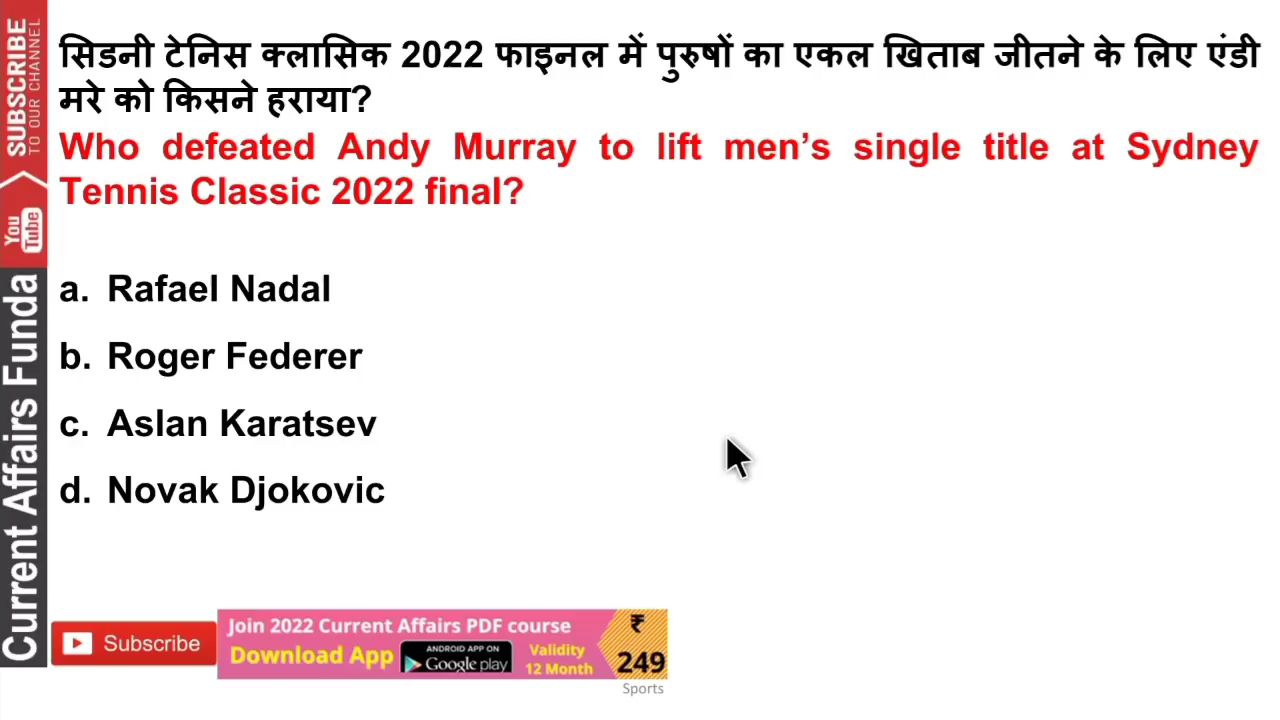 सिडनी टेनिस क्लासिक 2022 फाइनल में पुरुषों का एकल खिताब जीतने के लिए एंडी
मरे को किसने हराया?
Who defeated Andy Murray to lift men’s single title at Sydney
Tennis Classic 2022 final?
a. Rafael Nadal
b. Roger Federer
c. Aslan Karatsev
d. Novak Djokovic
SUBSCRIBE
TO OUR CHANNEL
You
Tube
Current Affairs Funda
Subscribe
Join 2022 Current Affairs PDF course
Download App
ANDROID APP ON
Google play
Validity
12 Month
₹
249
Sports